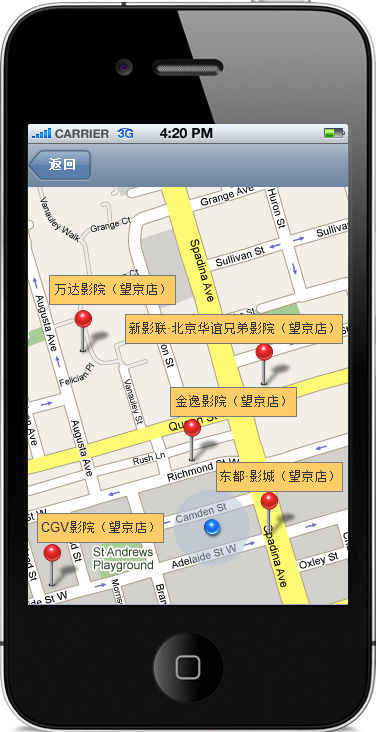 CARRIER 3G 4:20 PM
返回
Vanauley Walk
Grange Ct
Grange Ave
Huron St
Spadina Ave
Sullivan St
Sullivan
万达影院（望京店）
Augusta Ave
新影联·北京华谊兄弟影院（望京店）
Felician Pl
Vanauley St
金逸影院（望京店）
Augusta Ave
Queen St
Rush Ln
Richmond St W
东都·影城（望京店）
Camden St
CGV影院（望京店）
St Andrews
Playground
Adelaide St W
Spadina Ave
Oxley St
de St W